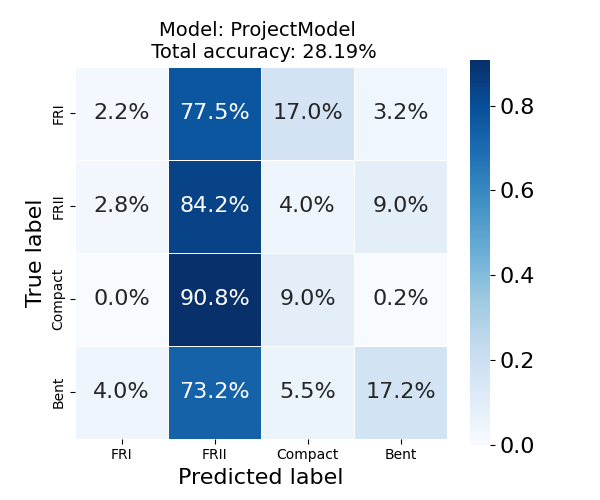 Model: ProjectModel
Total accuracy: 28.19%
True label
FRI
2.2% 77.5% 17.0% 3.2%
FRII
2.8% 84.2% 4.0% 9.0%
Compact
0.0% 90.8% 9.0% 0.2%
Bent
4.0% 73.2% 5.5% 17.2%
FRI FRII Compact Bent
Predicted label
0.8
0.6
0.4
0.2
0.0